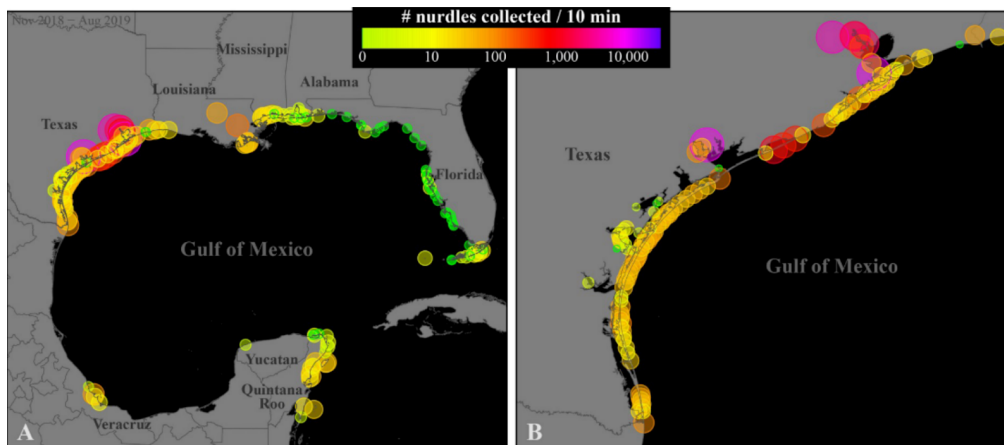 Nov 2018 – Aug 2019
# nurdles collected / 10 min
0 10 100 1,000 10,000
Mississippi
Alabama
Louisiana
Texas
Florida
Gulf of Mexico
Yucatan
Quintana
Roo
Veracruz
A
Texas
Gulf of Mexico
B